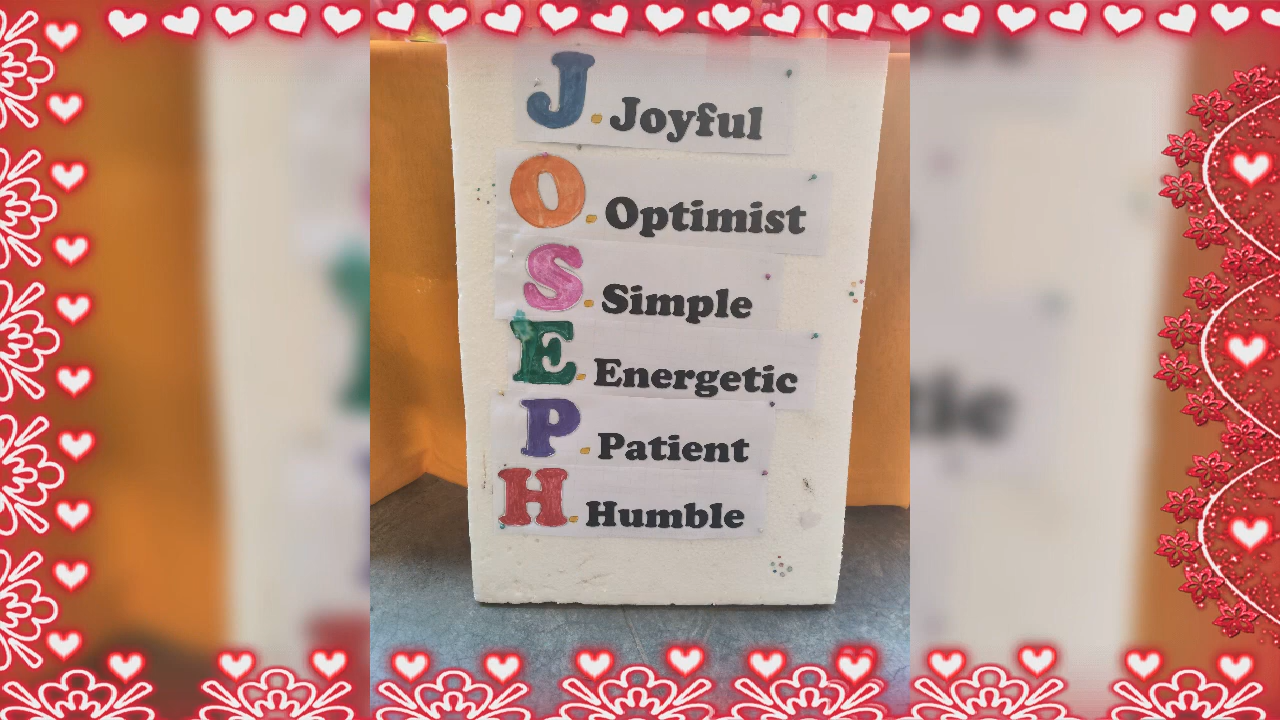 J. Joyful
O. Optimist
S. Simple
E. Energetic
P. Patient
H. Humble